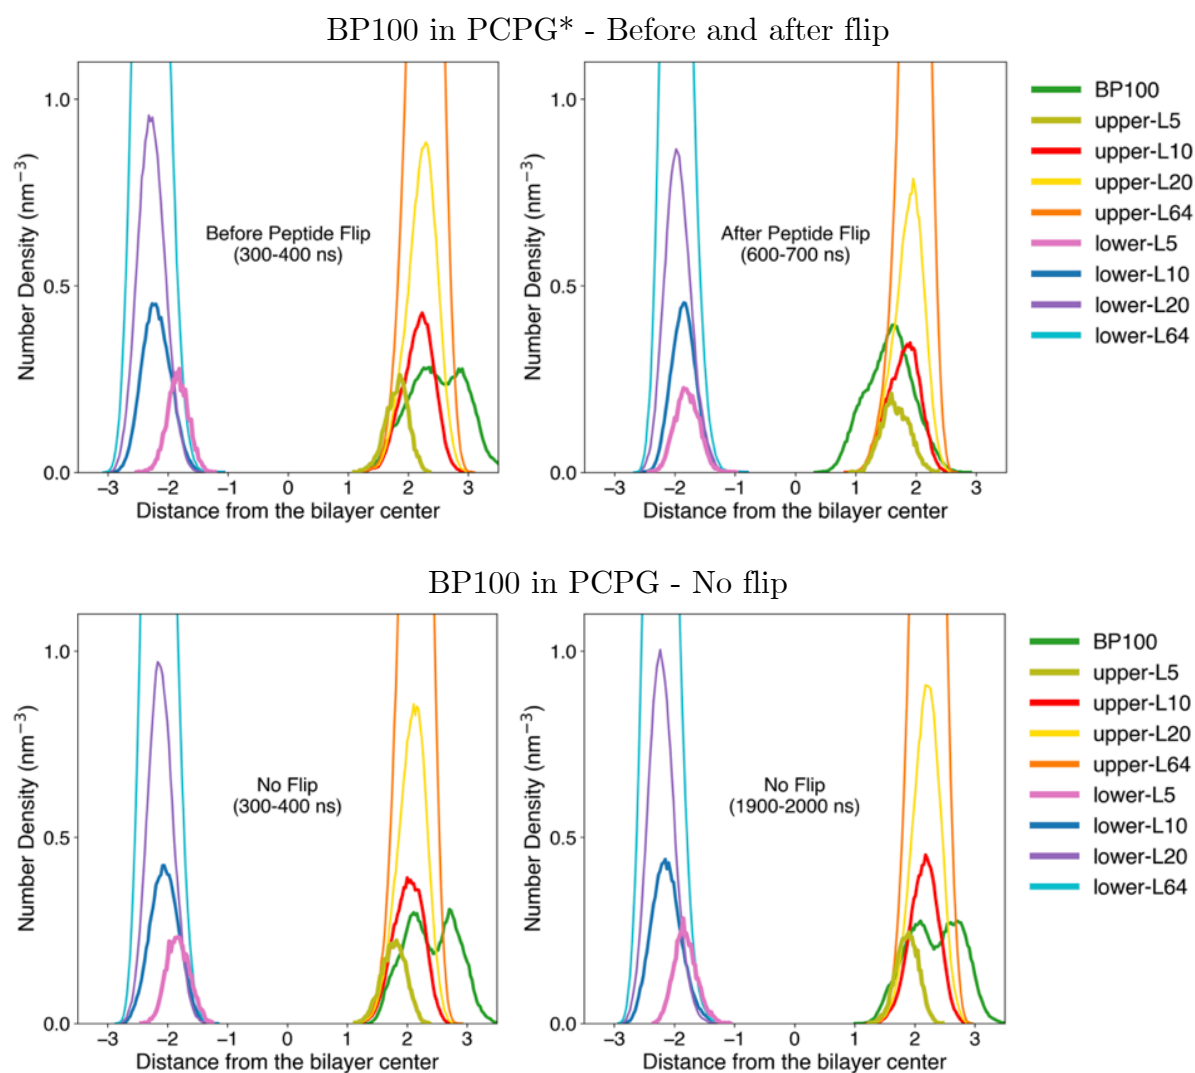 BP100 in PCPG* - Before and after flip
Number Density (nm⁻³)
1.0
0.5
0.0
Before Peptide Flip
(300-400 ns)
−3 −2 −1 0 1 2 3
Distance from the bilayer center
Number Density (nm⁻³)
1.0
0.5
0.0
After Peptide Flip
(600-700 ns)
−3 −2 −1 0 1 2 3
Distance from the bilayer center
BP100
upper-L5
upper-L10
upper-L20
upper-L64
lower-L5
lower-L10
lower-L20
lower-L64
BP100 in PCPG - No flip
Number Density (nm⁻³)
1.0
0.5
0.0
No Flip
(300-400 ns)
−3 −2 −1 0 1 2 3
Distance from the bilayer center
Number Density (nm⁻³)
1.0
0.5
0.0
No Flip
(1900-2000 ns)
−3 −2 −1 0 1 2 3
Distance from the bilayer center
BP100
upper-L5
upper-L10
upper-L20
upper-L64
lower-L5
lower-L10
lower-L20
lower-L64